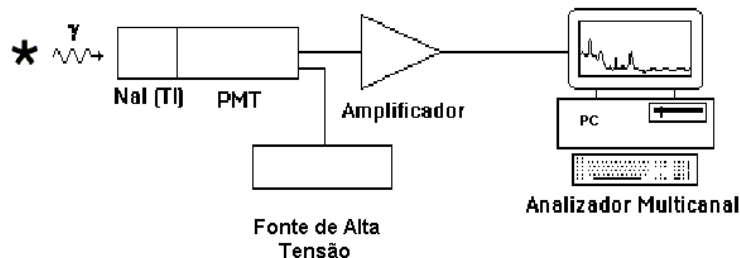 γ
NaI (Tl)
PMT
Amplificador
PC
Fonte de Alta
Tensão
Analizador Multicanal